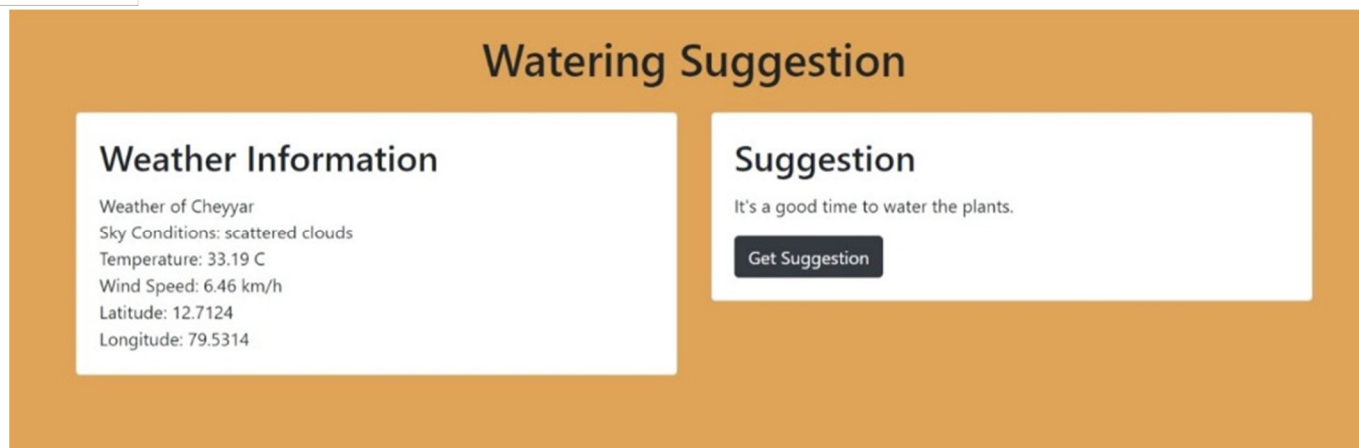 Watering Suggestion
Weather Information
Weather of Cheyyar
Sky Conditions: scattered clouds
Temperature: 33.19 C
Wind Speed: 6.46 km/h
Latitude: 12.7124
Longitude: 79.5314
Suggestion
It's a good time to water the plants.
Get Suggestion